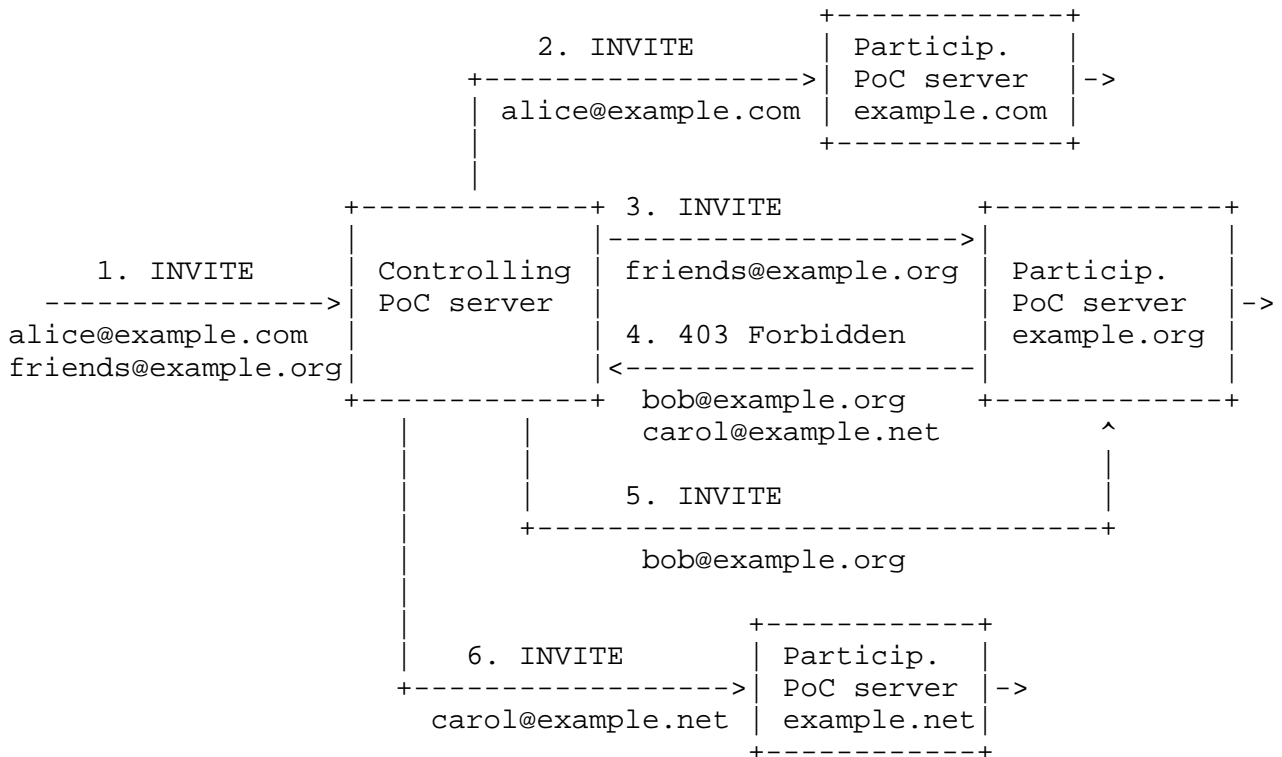 2. INVITE
Particip.
PoC server
alice@example.com
example.com
3. INVITE
1. INVITE
Controlling
friends@example.org
Particip.
PoC server
PoC server
alice@example.com
4. 403 Forbidden
example.org
friends@example.org
bob@example.org
carol@example.net
5. INVITE
bob@example.org
6. INVITE
Particip.
PoC server
carol@example.net
example.net